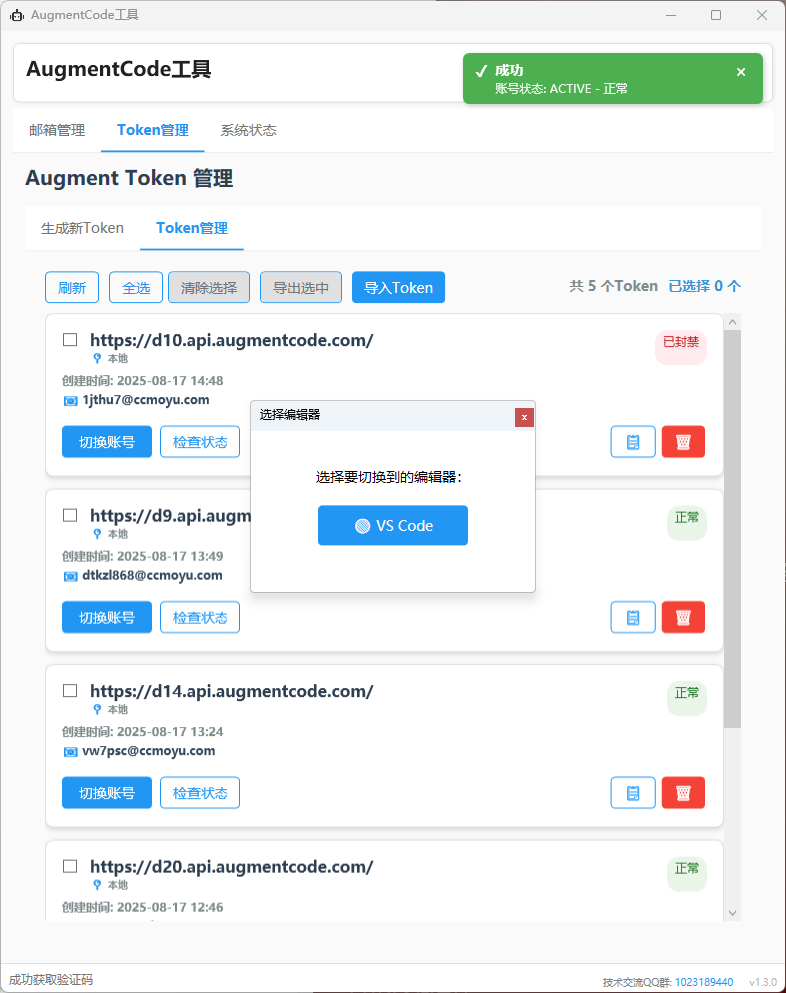 AugmentCode工具
AugmentCode工具
成功
账号状态: ACTIVE - 正常
邮箱管理
Token管理
系统状态
Augment Token 管理
生成新Token
Token管理
刷新
全选
清除选择
导出选中
导入Token
共 5 个Token
已选择 0 个
https://d10.api.augmentcode.com/
已封禁
本地
创建时间: 2025-08-17 14:48
1jthu7@ccmoyu.com
切换账号
检查状态
选择编辑器
x
选择要切换到的编辑器：
VS Code
https://d9.api.augm
正常
本地
创建时间: 2025-08-17 13:49
dtkzl868@ccmoyu.com
切换账号
检查状态
https://d14.api.augmentcode.com/
正常
本地
创建时间: 2025-08-17 13:24
vw7psc@ccmoyu.com
切换账号
检查状态
https://d20.api.augmentcode.com/
正常
本地
创建时间: 2025-08-17 12:46
成功获取验证码
技术交流QQ群: 1023189440
v1.3.0